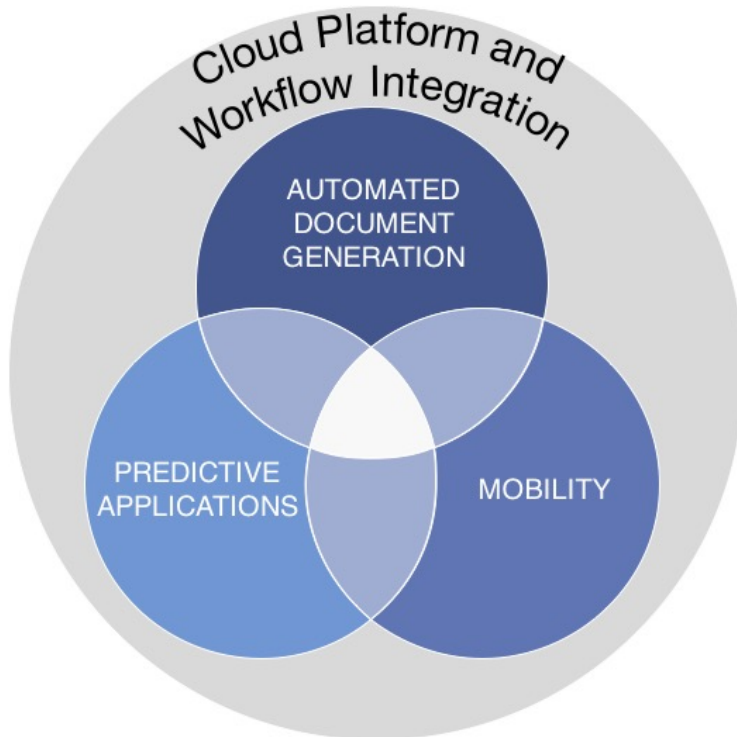 Cloud Platform and
Workflow Integration
AUTOMATED
DOCUMENT
GENERATION
PREDICTIVE
APPLICATIONS
MOBILITY